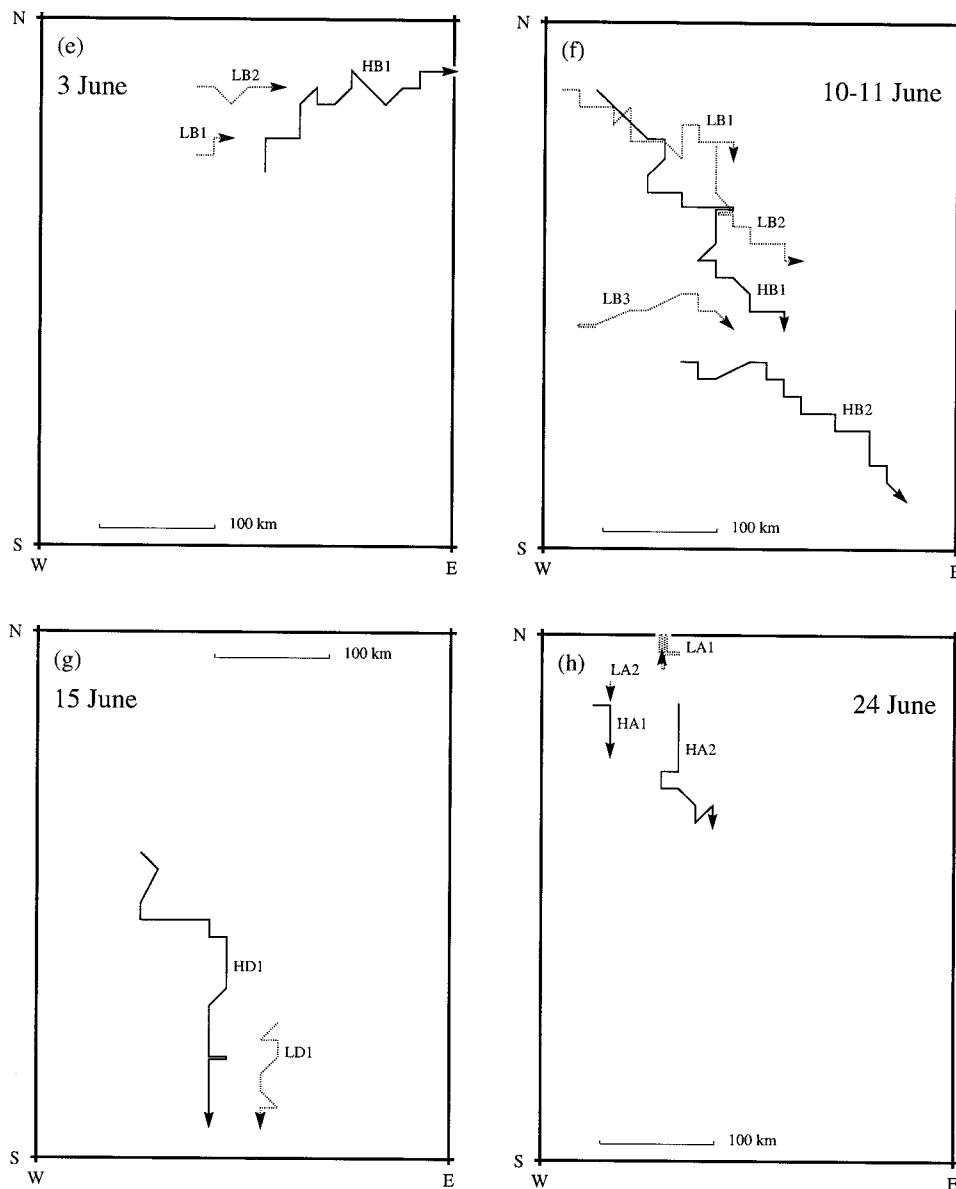 N
(e)
3 June
LB2
HB1
LB1
100 km
S
W
E
N
(f)
10-11 June
LB1
LB2
HB1
LB3
HB2
100 km
S
W
E
N
(g)
100 km
15 June
HD1
LD1
S
W
E
N
(h)
LA1
LA2
24 June
HA1
HA2
100 km
S
W
E